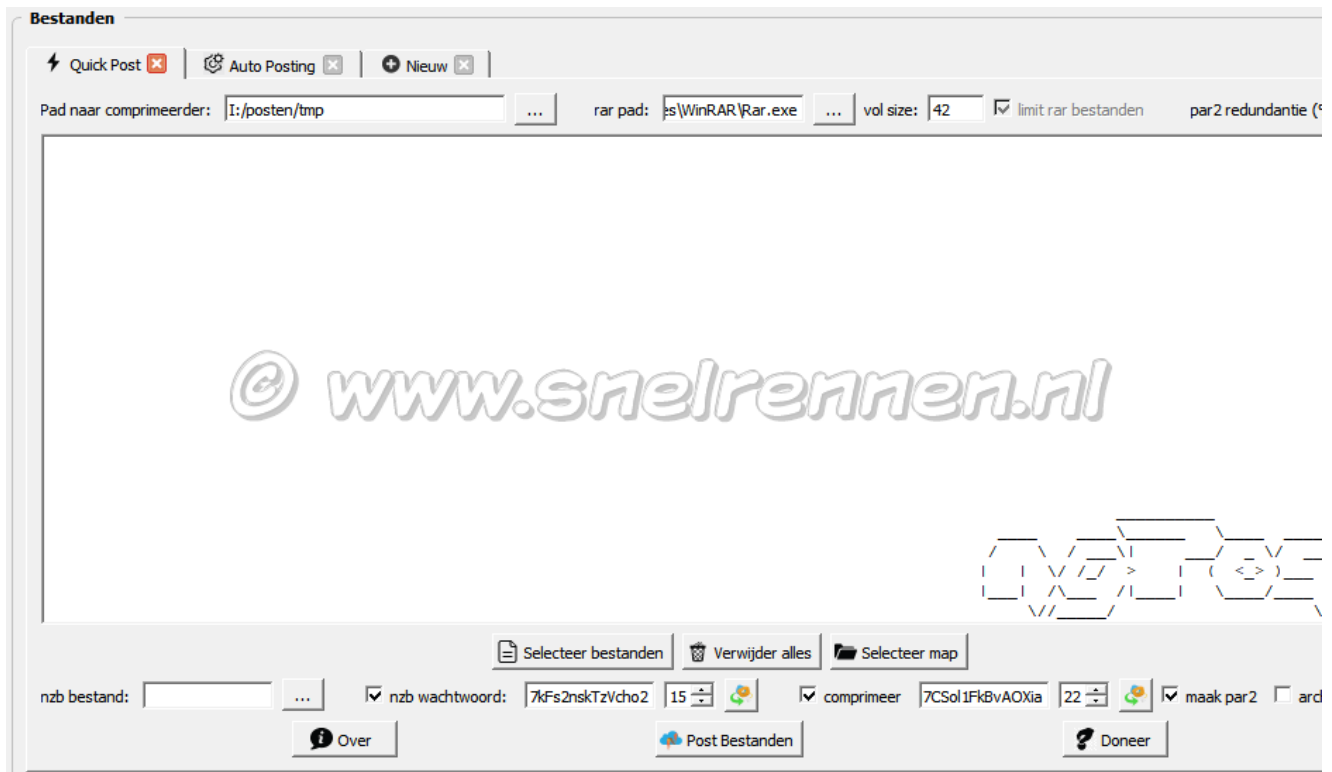 Bestanden
Quick Post
Auto Posting
Nieuw
Pad naar comprimeerder: I:/posten/tmp ... rar pad: es\WinRAR\Rar.exe ... vol size: 42 limit rar bestanden par2 redundantie (
© www.snelrennen.nl
Selecteer bestanden Verwijder alles Selecteer map
nzb bestand: ... nzb wachtwoord: 7kFs2nskTzVcho2 15 comprimeer 7CSol1FkBvAOXia 22 maak par2
Over Post Bestanden Doneer